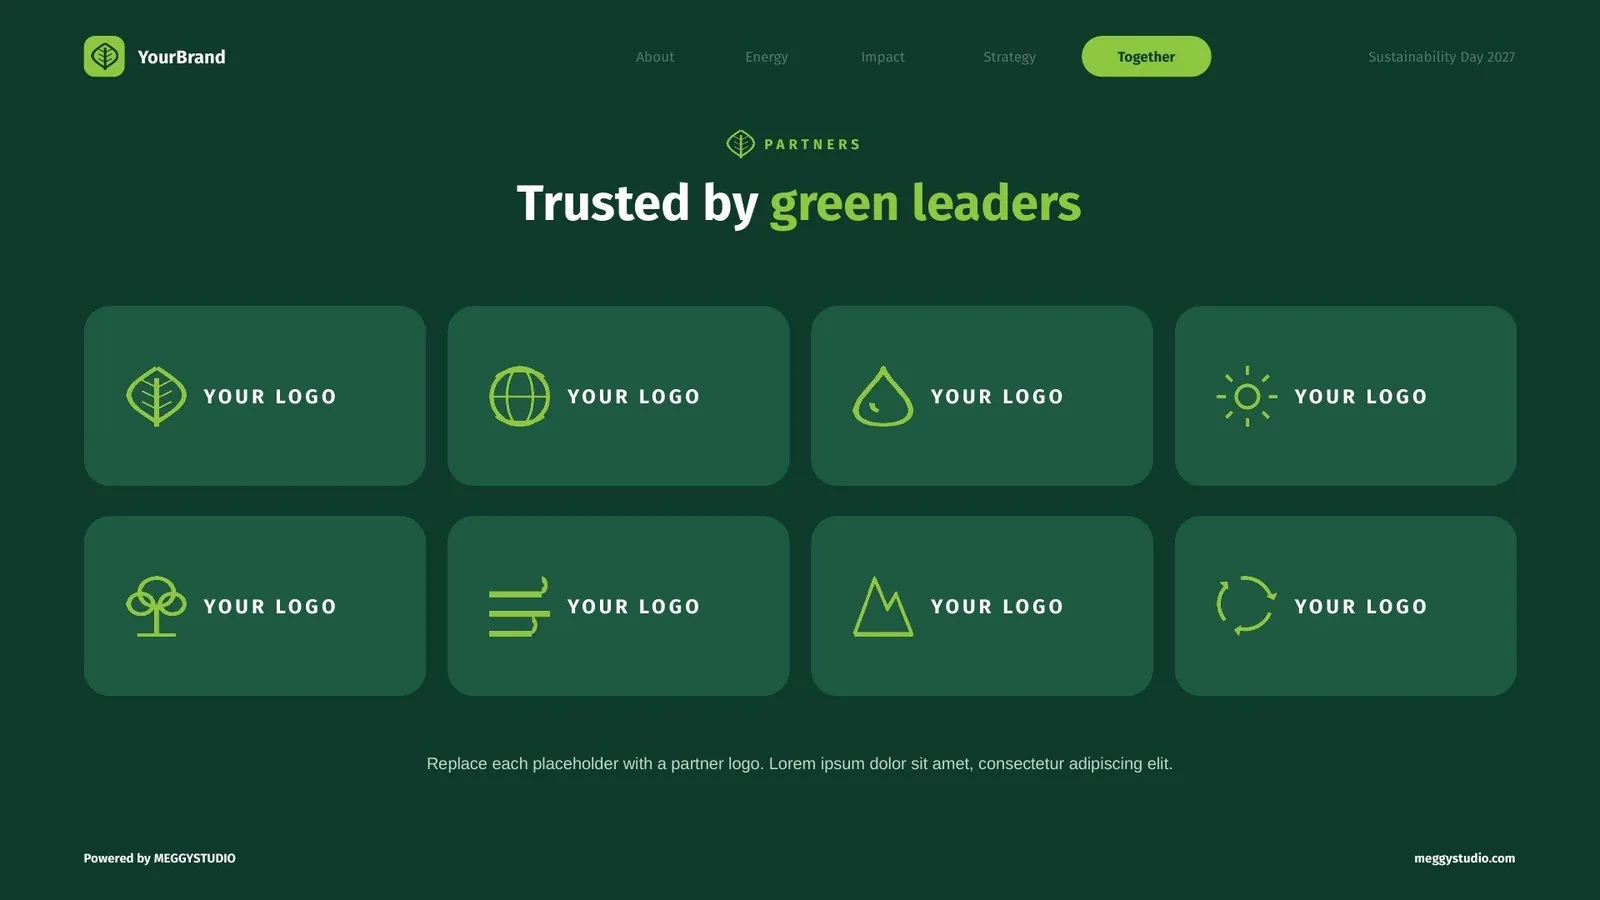 YourBrand
About
Energy
Impact
Strategy
Together
Sustainability Day 2027
PARTNERS
Trusted by green leaders
YOUR LOGO
YOUR LOGO
YOUR LOGO
YOUR LOGO
YOUR LOGO
YOUR LOGO
YOUR LOGO
YOUR LOGO
Replace each placeholder with a partner logo. Lorem ipsum dolor sit amet, consectetur adipiscing elit.
Powered by MEGGYSTUDIO
meggystudio.com